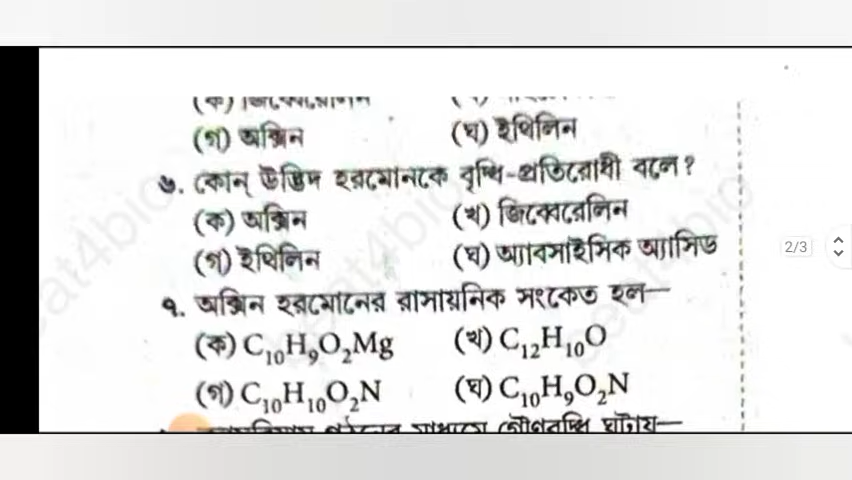 (গ) অক্সিন (ঘ) ইথিলিন
৬. কোন্ উদ্ভিদ হরমোনকে বৃদ্ধি-প্রতিরোধী বলে?
(ক) অক্সিন (খ) জিব্বেরেলিন
(গ) ইথিলিন (ঘ) অ্যাবসাইসিক অ্যাসিড
2/3
৭. অক্সিন হরমোনের রাসায়নিক সংকেত হল—
(ক) C₁₀H₉O₂Mg (খ) C₁₂H₁₀O
(গ) C₁₀H₁₀O₂N (ঘ) C₁₀H₉O₂N